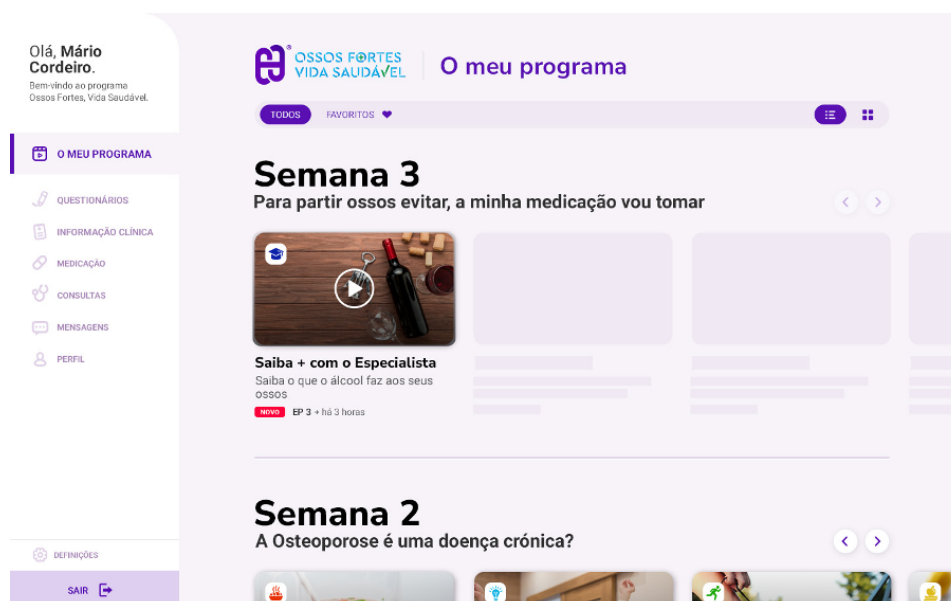 Olá, Mário
Cordeiro.
Bem-vindo ao programa
Ossos Fortes, Vida Saudável.
O MEU PROGRAMA
QUESTIONÁRIOS
INFORMAÇÃO CLÍNICA
MEDICAÇÃO
CONSULTAS
MENSAGENS
PERFIL
DEFINIÇÕES
SAIR
OSSOS FORTES
VIDA SAUDÁVEL
O meu programa
TODOS
FAVORITOS
Semana 3
Para partir ossos evitar, a minha medicação vou tomar
Saiba + com o Especialista
Saiba o que o álcool faz aos seus
ossos
NOVO EP 3 + há 3 horas
Semana 2
A Osteoporose é uma doença crónica?